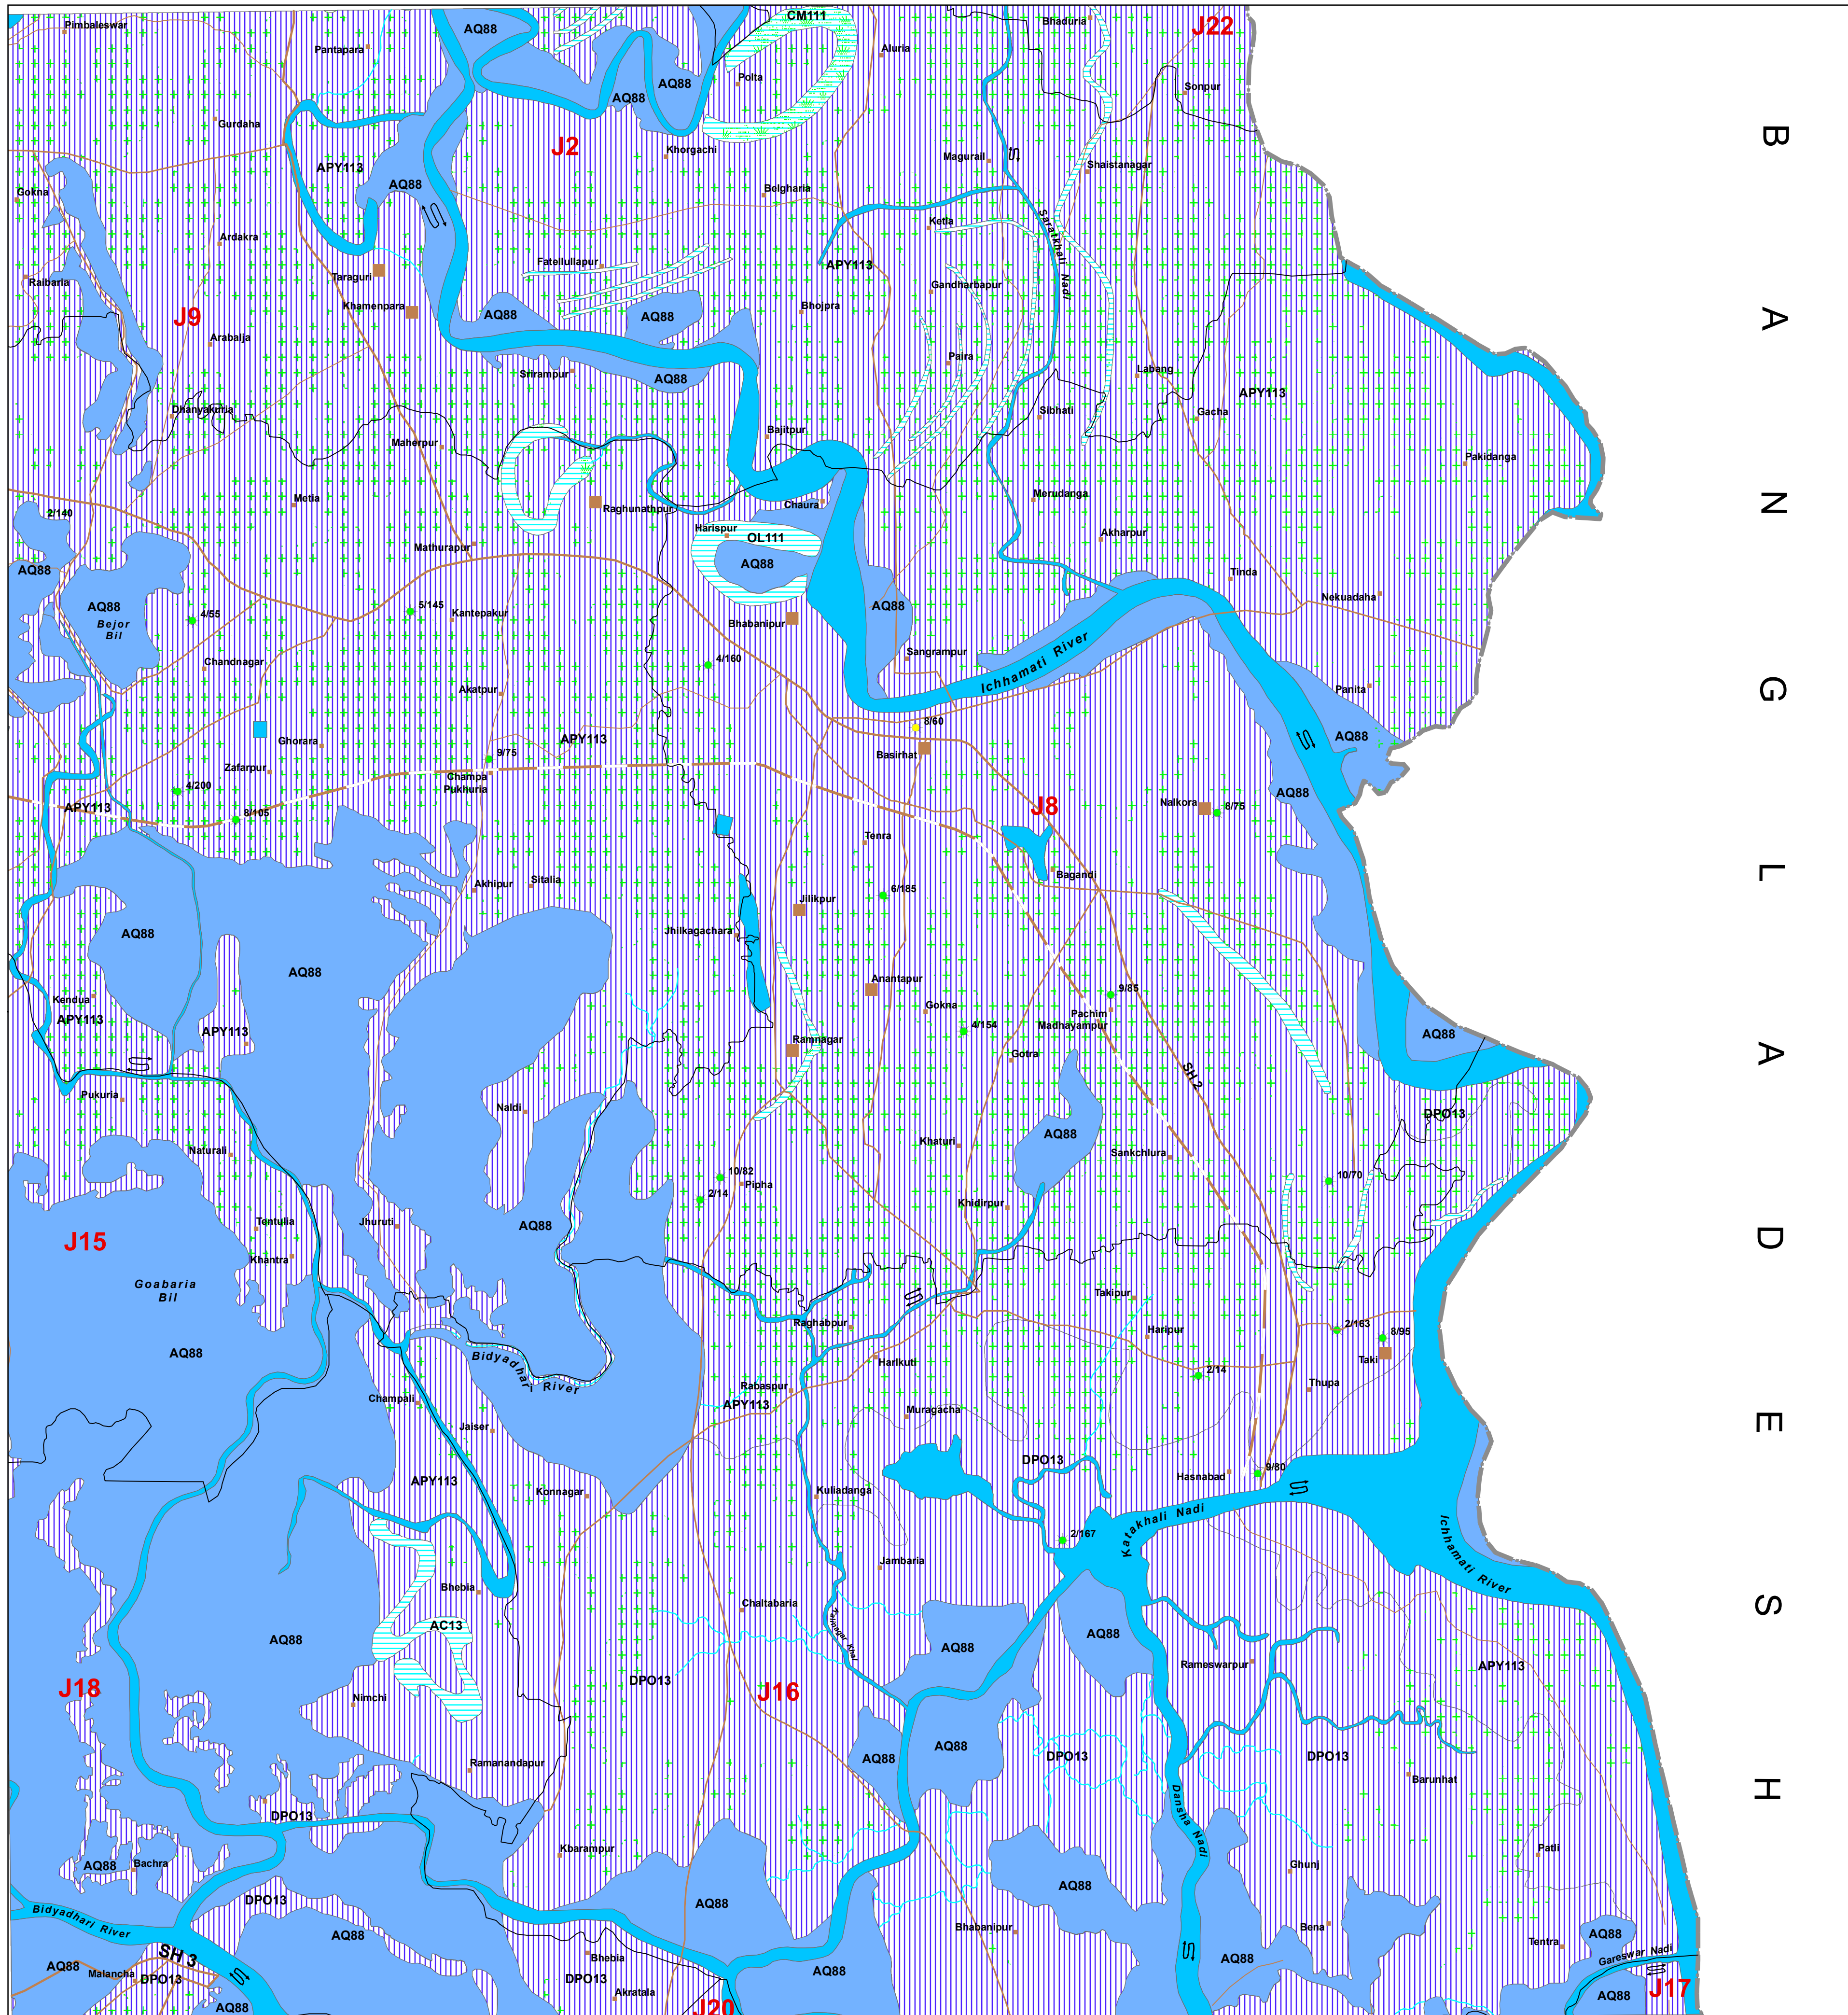 Pimbaleswar
Pantapara
AQ88
CM111
Aluria
Bhaduria
J22
Polta
AQ88
AQ88
Sonpur
Gurdaha
J2
B
APY113
Khorgachi
Magurali
Shaistanagar
AQ88
Gokna
Belgharia
Ketla
Saratkhali Nadi
Ardakra
Taraguri
Fatellullapur
APY113
Raibaria
Gandharbapur
Khamenpara
Bhojpra
J9
AQ88
AQ88
A
Arabalja
Paira
Srirampur
AQ88
Labang
APY113
Dhanyakuria
Sibhati
Gacha
Maherpur
Bajitpur
Pakidanga
Metia
Raghunathpur
Chaura
Merudanga
N
2/140
Harispur
OL111
Mathurapur
Akharpur
AQ88
AQ88
Tinda
AQ88
Bejor
Bil
4/55
5/145
Kantepakur
Bhabanipur
AQ88
Nekuadaha
Chandnagar
4/160
Sangrampur
Ichhamati River
Akatpur
Panita
G
8/60
Ghorara
APY113
Basirhat
AQ88
9/75
Zafarpur
Champa
Pukhuria
4/200
AQ88
APY113
8/105
Nalkora
8/75
J8
Tenra
L
Akhipur
Sitalia
Bagandi
6/185
Jilikpur
AQ88
Jhilkagachara
AQ88
Anantapur
Kendua
Gokna
9/85
Pachim
Madhayampur
APY113
APY113
4/154
AQ88
Ramnagar
Gotra
A
SH 2
Pukuria
Naldi
DPO13
Naturali
Khaturi
AQ88
Sankchlura
10/82
Pipha
2/14
10/70
Khidirpur
J15
Tentulia
Jhuruti
AQ88
D
Khantra
Goabaria
Bil
Takipur
Raghabpur
Haripur
2/163
8/95
AQ88
Bidyadhari River
Harikuti
Taki
2/14
Rabaspur
Thupa
Champali
APY113
Muragacha
E
Jaiser
DPO13
APY113
Hasnabad
9/80
Konnagar
Kuliadanga
Katakhali Nadi
Ichhamati River
2/167
Jambaria
Bhebia
Chaltabaria
S
AC13
AQ88
AQ88
AQ88
Rameswarpur
APY113
DPO13
J18
J16
Nimchi
AQ88
AQ88
DPO13
DPO13
Ramanandapur
Barunhat
H
DPO13
Dansha Nadi
Kbarampur
Patli
AQ88
Bachra
Ghunj
DPO13
AQ88
AQ88
Bidyadhari River
AQ88
Bhabanipur
Bena
AQ88
SH 3
Tentra
Gareswar Nadi
AQ88
Bhebia
AQ88
Malancha
DPO13
DPO13
AQ88
J17
Akratala
AQ88
AQ88
J20